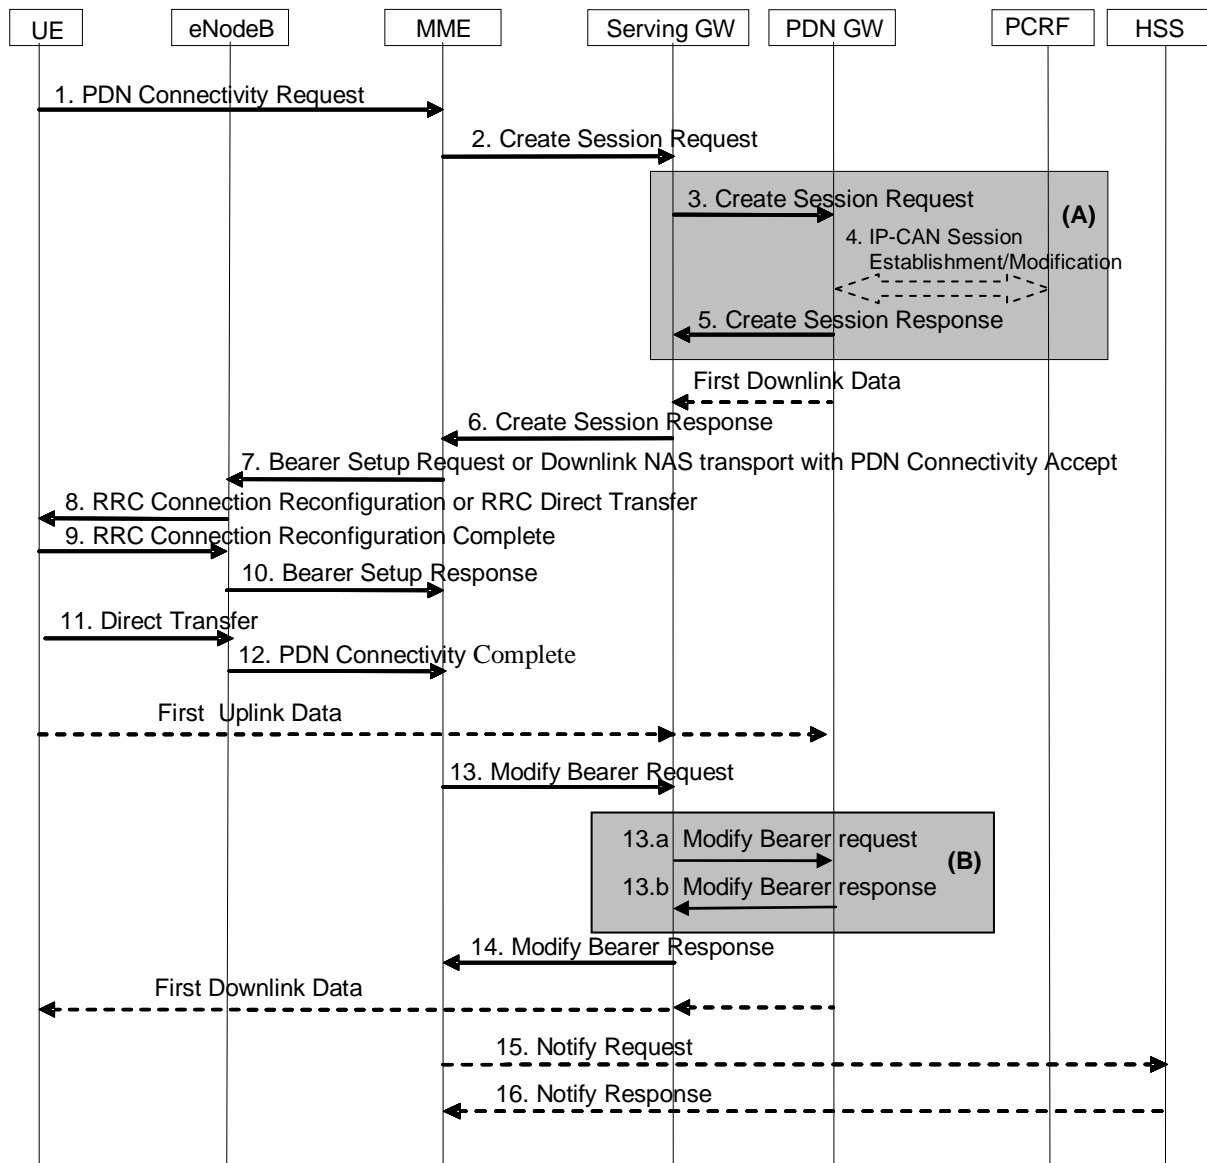 UE eNodeB MME Serving GW PDN GW PCRF HSS
1. PDN Connectivity Request
2. Create Session Request
3. Create Session Request
(A)
4. IP-CAN Session
Establishment/Modification
5. Create Session Response
First Downlink Data
6. Create Session Response
7. Bearer Setup Request or Downlink NAS transport with PDN Connectivity Accept
8. RRC Connection Reconfiguration or RRC Direct Transfer
9. RRC Connection Reconfiguration Complete
10. Bearer Setup Response
11. Direct Transfer
12. PDN Connectivity Complete
First Uplink Data
13. Modify Bearer Request
13.a Modify Bearer request
(B)
13.b Modify Bearer response
14. Modify Bearer Response
First Downlink Data
15. Notify Request
16. Notify Response